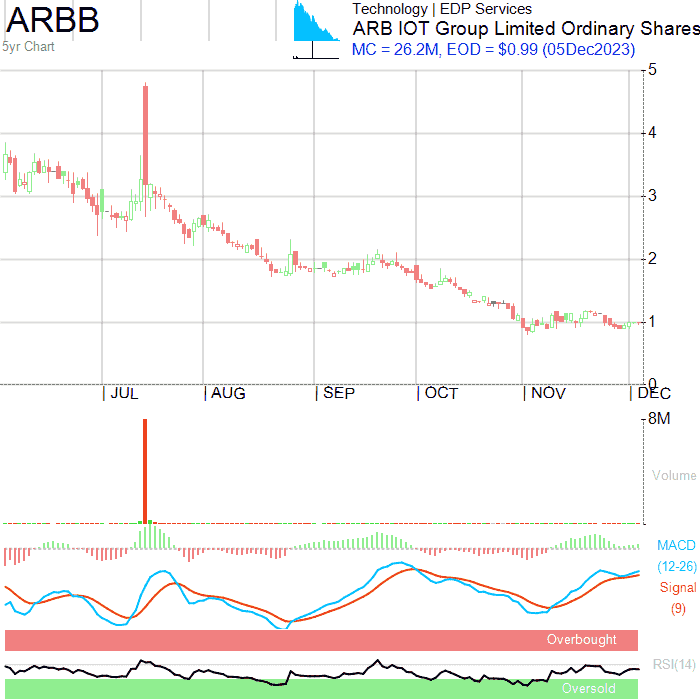 ARBB
5yr Chart
Technology | EDP Services
ARB IOT Group Limited Ordinary Shares
MC = 26.2M, EOD = $0.99 (05Dec2023)
5
4
3
2
1
0
JUL AUG SEP OCT NOV DEC
8M
Volume
MACD
(12-26)
Signal
(9)
Overbought
RSI(14)
Oversold